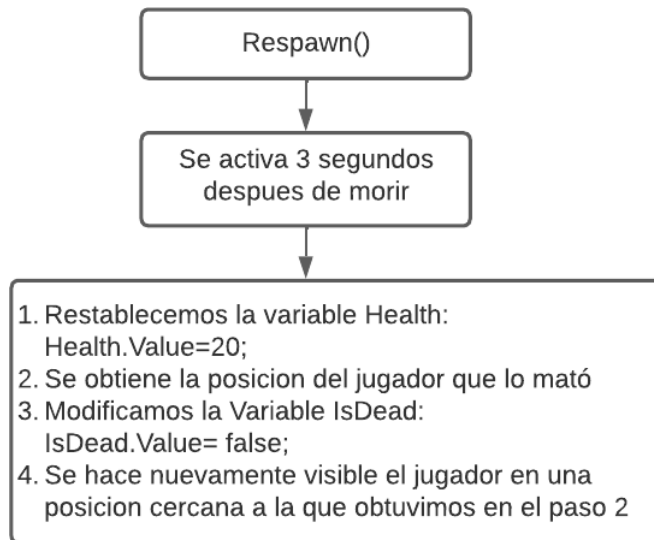 Respawn()
Se activa 3 segundos
despues de morir
1. Restablecemos la variable Health:
Health.Value=20;
2. Se obtiene la posicion del jugador que lo mató
3. Modificamos la Variable IsDead:
IsDead.Value= false;
4. Se hace nuevamente visible el jugador en una
posicion cercana a la que obtuvimos en el paso 2